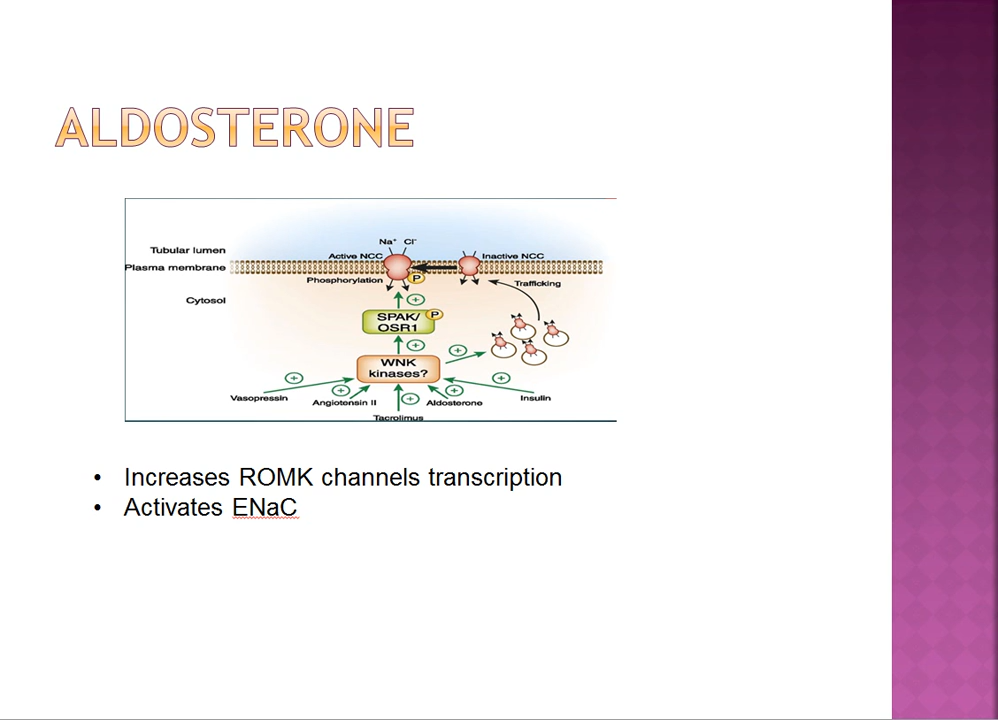 ALDOSTERONE
Na⁺ Cl⁻
Tubular lumen
Active NCC
Inactive NCC
Plasma membrane
P
Phosphorylation
Trafficking
+
Cytosol
P
SPAK/
OSR1
+
+
WNK
kinases?
+
+
+
+
+
Vasopressin
Angiotensin II
Aldosterone
Insulin
Tacrolimus
• Increases ROMK channels transcription
• Activates ENaC